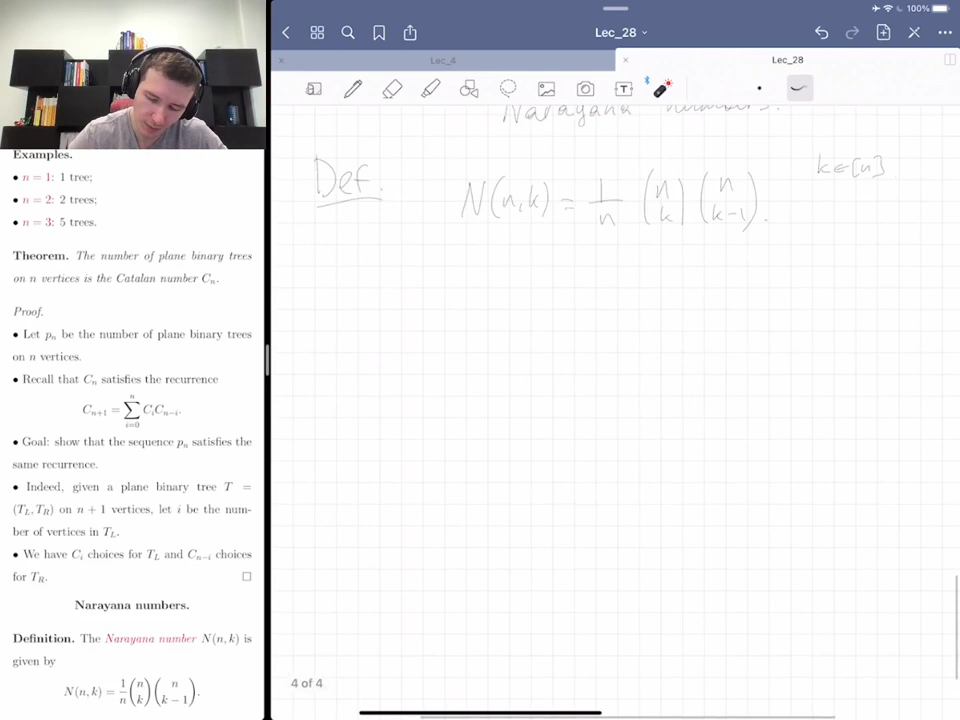 100%
Lec_28
Lec_4
Lec_28
T
Examples.
• n = 1: 1 tree;
• n = 2: 2 trees;
• n = 3: 5 trees.
Theorem. The number of plane binary trees
on n vertices is the Catalan number Cₙ.
Proof.
• Let pₙ be the number of plane binary trees
on n vertices.
• Recall that Cₙ satisfies the recurrence
Cₙ₊₁ = ∑ᵢ₌₀ⁿ CᵢCₙ₋ᵢ.
• Goal: show that the sequence pₙ satisfies the
same recurrence.
• Indeed, given a plane binary tree T =
(T_L, T_R) on n + 1 vertices, let i be the num-
ber of vertices in T_L.
• We have Cᵢ choices for T_L and Cₙ₋ᵢ choices
for T_R. □
Narayana numbers.
Definition. The Narayana number N(n, k) is
given by
N(n, k) = 1/n (n k)(n k − 1).
Narayana numbers.
Def. N(n,k) = 1/n (n k)(n k-1). k∈[n]
4 of 4